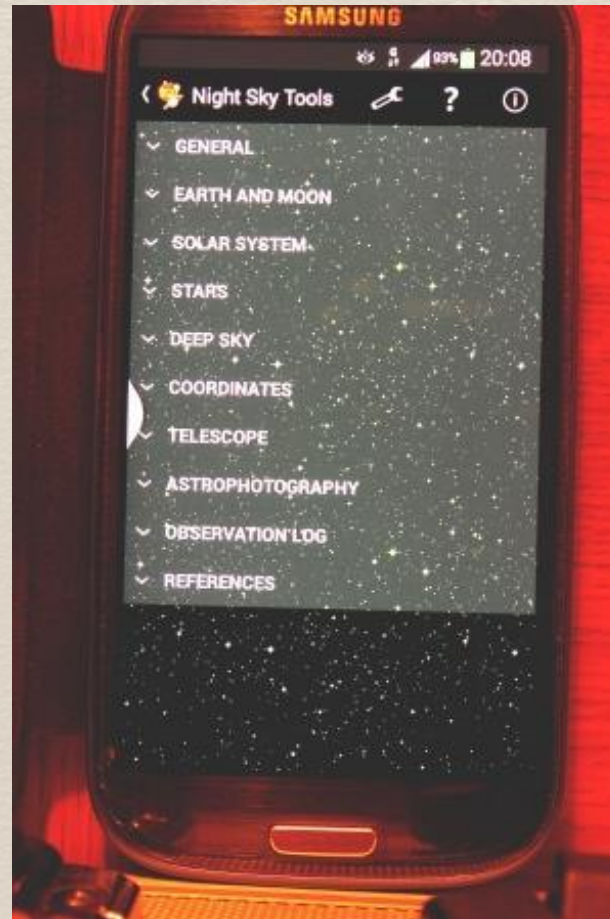 SAMSUNG
93% 20:08
Night Sky Tools ?
GENERAL
EARTH AND MOON
SOLAR SYSTEM
STARS
DEEP SKY
COORDINATES
TELESCOPE
ASTROPHOTOGRAPHY
OBSERVATION LOG
REFERENCES